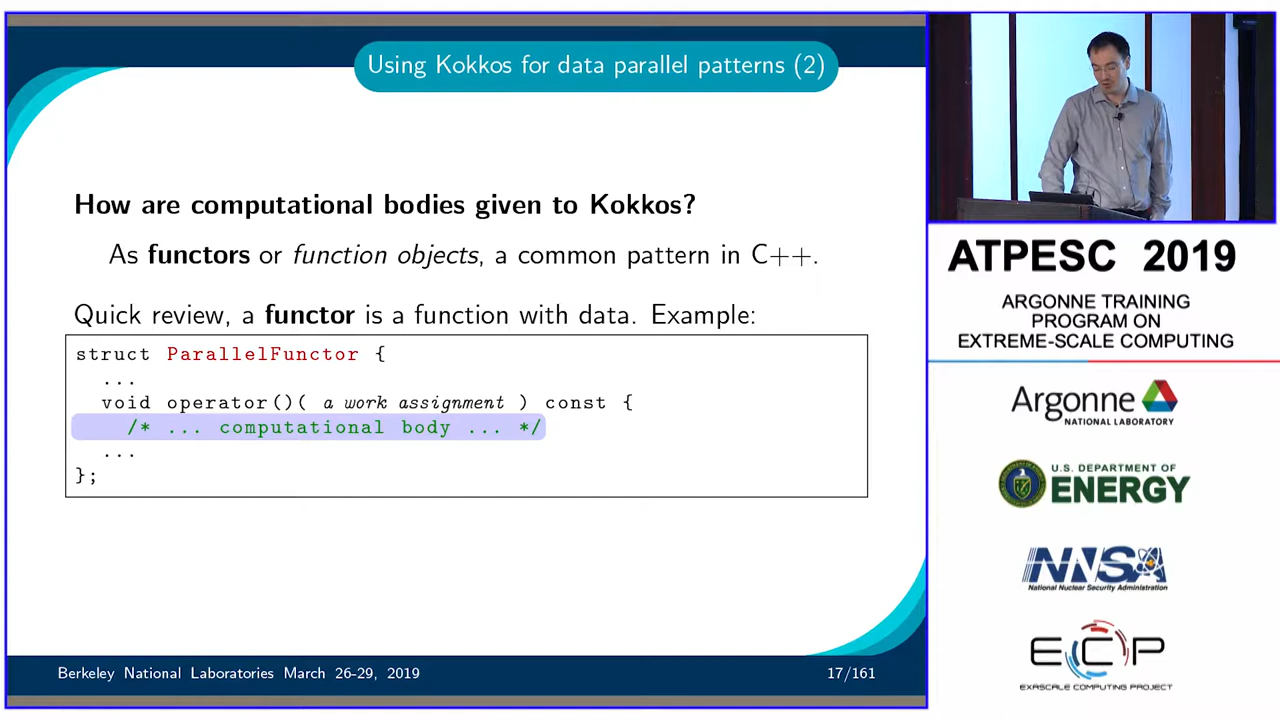 Using Kokkos for data parallel patterns (2)
How are computational bodies given to Kokkos?
As functors or function objects, a common pattern in C++.
Quick review, a functor is a function with data. Example:
struct ParallelFunctor {
...
void operator()( a work assignment ) const {
/* ... computational body ... */
...
};
Berkeley National Laboratories March 26-29, 2019
17/161
ATPESC 2019
ARGONNE TRAINING
PROGRAM ON
EXTREME-SCALE COMPUTING
Argonne
NATIONAL LABORATORY
U.S. DEPARTMENT OF
ENERGY
NNSA
National Nuclear Security Administration
ECP
EXASCALE COMPUTING PROJECT